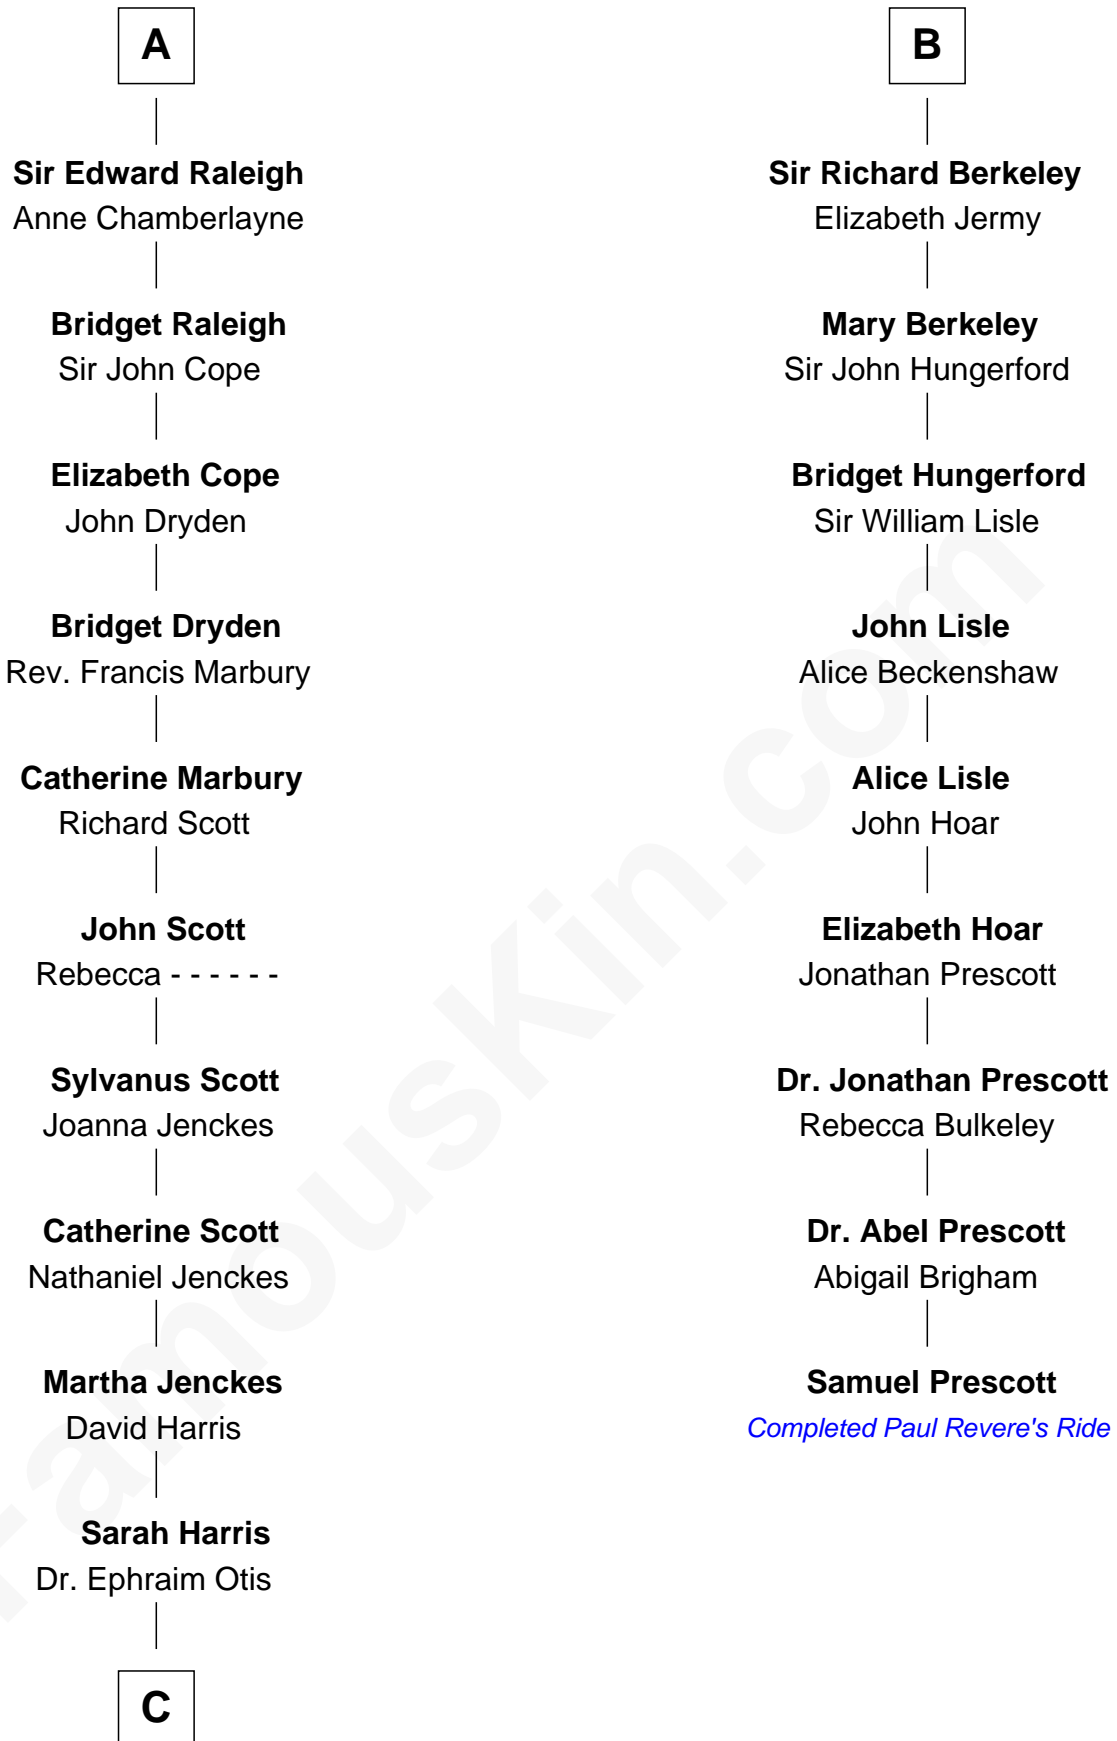 A
Sir Edward Raleigh
Anne Chamberlayne
Bridget Raleigh
Sir John Cope
Elizabeth Cope
John Dryden
Bridget Dryden
Rev. Francis Marbury
Catherine Marbury
Richard Scott
John Scott
Rebecca - - - - - -
Sylvanus Scott
Joanna Jenckes
Catherine Scott
Nathaniel Jenckes
Martha Jenckes
David Harris
Sarah Harris
Dr. Ephraim Otis
C
B
Sir Richard Berkeley
Elizabeth Jermy
Mary Berkeley
Sir John Hungerford
Bridget Hungerford
Sir William Lisle
John Lisle
Alice Beckenshaw
Alice Lisle
John Hoar
Elizabeth Hoar
Jonathan Prescott
Dr. Jonathan Prescott
Rebecca Bulkeley
Dr. Abel Prescott
Abigail Brigham
Samuel Prescott
Completed Paul Revere's Ride
FamousKin.com